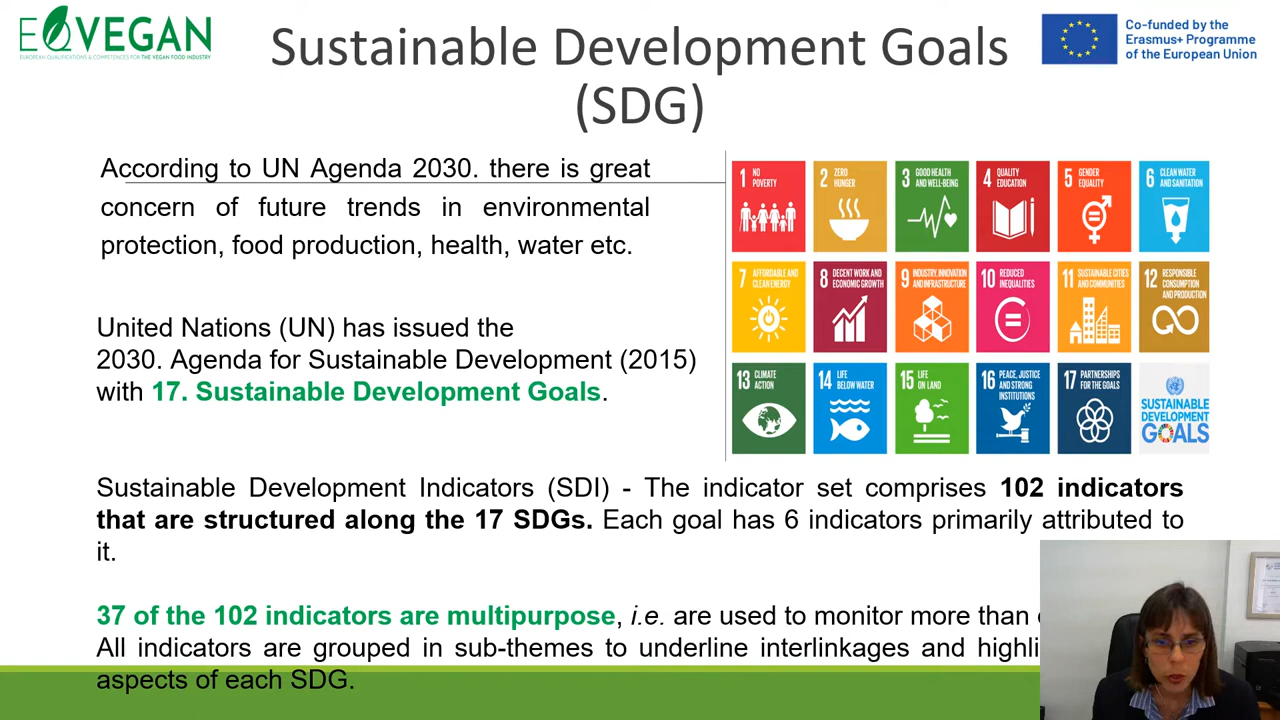 EQVEGAN
EUROPEAN QUALIFICATIONS & COMPETENCES FOR THE VEGAN FOOD INDUSTRY
Sustainable Development Goals
(SDG)
Co-funded by the
Erasmus+ Programme
of the European Union
According to UN Agenda 2030. there is great
concern of future trends in environmental
protection, food production, health, water etc.
United Nations (UN) has issued the
2030. Agenda for Sustainable Development (2015)
with 17. Sustainable Development Goals.
1 NO
POVERTY
2 ZERO
HUNGER
3 GOOD HEALTH
AND WELL-BEING
4 QUALITY
EDUCATION
5 GENDER
EQUALITY
6 CLEAN WATER
AND SANITATION
7 AFFORDABLE AND
CLEAN ENERGY
8 DECENT WORK AND
ECONOMIC GROWTH
9 INDUSTRY, INNOVATION
AND INFRASTRUCTURE
10 REDUCED
INEQUALITIES
11 SUSTAINABLE CITIES
AND COMMUNITIES
12 RESPONSIBLE
CONSUMPTION
AND PRODUCTION
13 CLIMATE
ACTION
14 LIFE
BELOW WATER
15 LIFE
ON LAND
16 PEACE, JUSTICE
AND STRONG
INSTITUTIONS
17 PARTNERSHIPS
FOR THE GOALS
SUSTAINABLE
DEVELOPMENT
GOALS
Sustainable Development Indicators (SDI) - The indicator set comprises 102 indicators
that are structured along the 17 SDGs. Each goal has 6 indicators primarily attributed to
it.
37 of the 102 indicators are multipurpose, i.e. are used to monitor more than
All indicators are grouped in sub-themes to underline interlinkages and highli
aspects of each SDG.